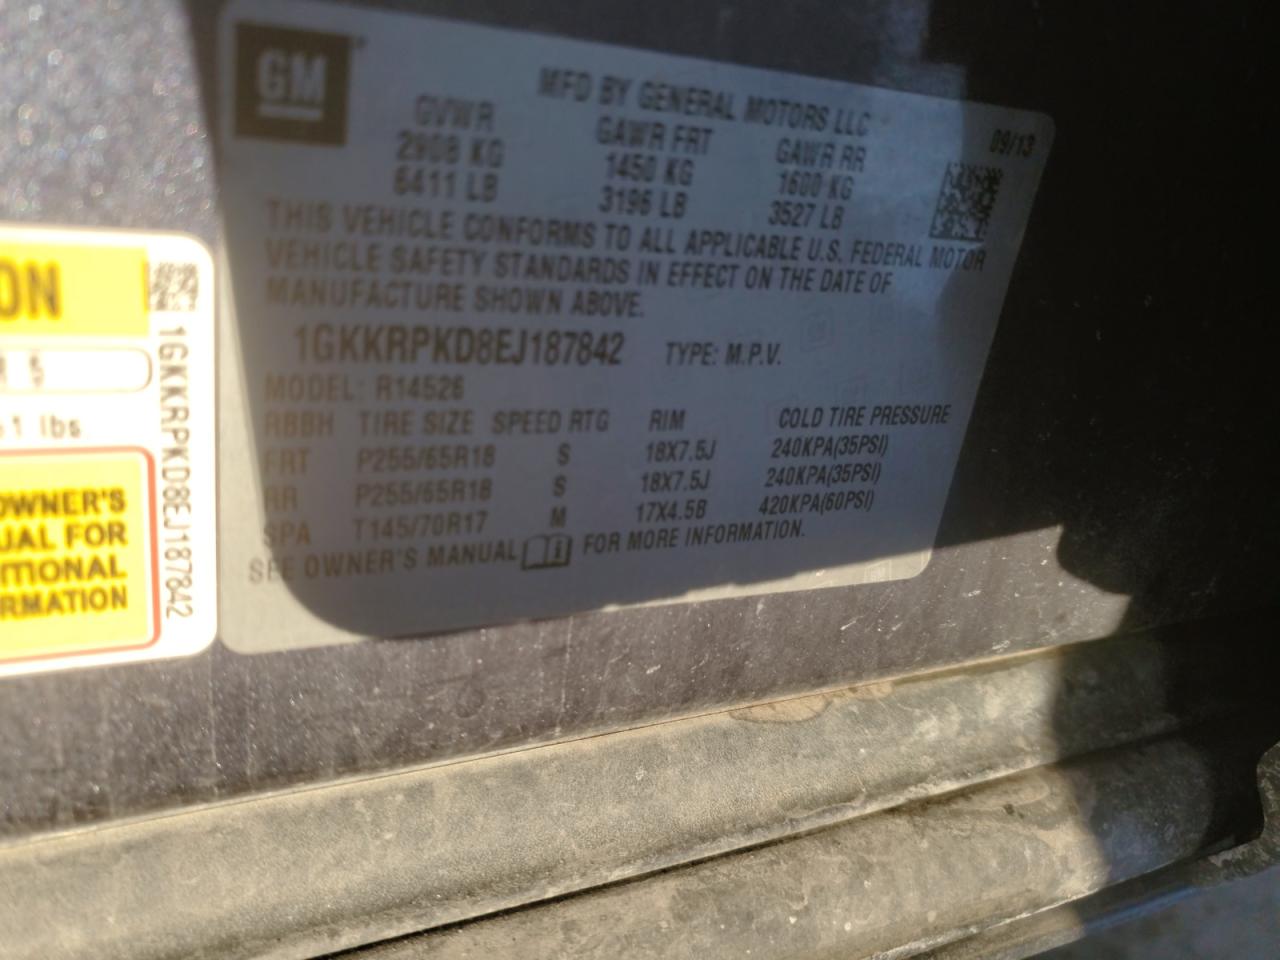 GM
MFD BY GENERAL MOTORS LLC
09/13
GVWR GAWR FRT GAWR RR
2908 KG 1450 KG 1600 KG
6411 LB 3196 LB 3527 LB
THIS VEHICLE CONFORMS TO ALL APPLICABLE U.S. FEDERAL MOTOR
VEHICLE SAFETY STANDARDS IN EFFECT ON THE DATE OF
MANUFACTURE SHOWN ABOVE.
1GKKRPKD8EJ187842 TYPE: M.P.V.
MODEL: R14526
RBBH TIRE SIZE SPEED RTG RIM COLD TIRE PRESSURE
FRT P255/65R18 S 18X7.5J 240KPA(35PSI)
RR P255/65R18 S 18X7.5J 240KPA(35PSI)
SPA T145/70R17 M 17X4.5B 420KPA(60PSI)
SEE OWNER'S MANUAL FOR MORE INFORMATION.
ON
R 5
1 lbs
OWNER'S
UAL FOR
ITIONAL
RMATION
1GKKRPKD8EJ187842